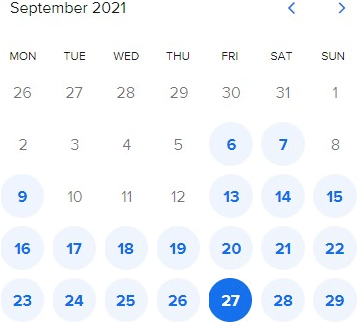 September 2021
MON TUE WED THU FRI SAT SUN
26 27 28 29 30 31 1
2 3 4 5 6 7 8
9 10 11 12 13 14 15
16 17 18 19 20 21 22
23 24 25 26 27 28 29